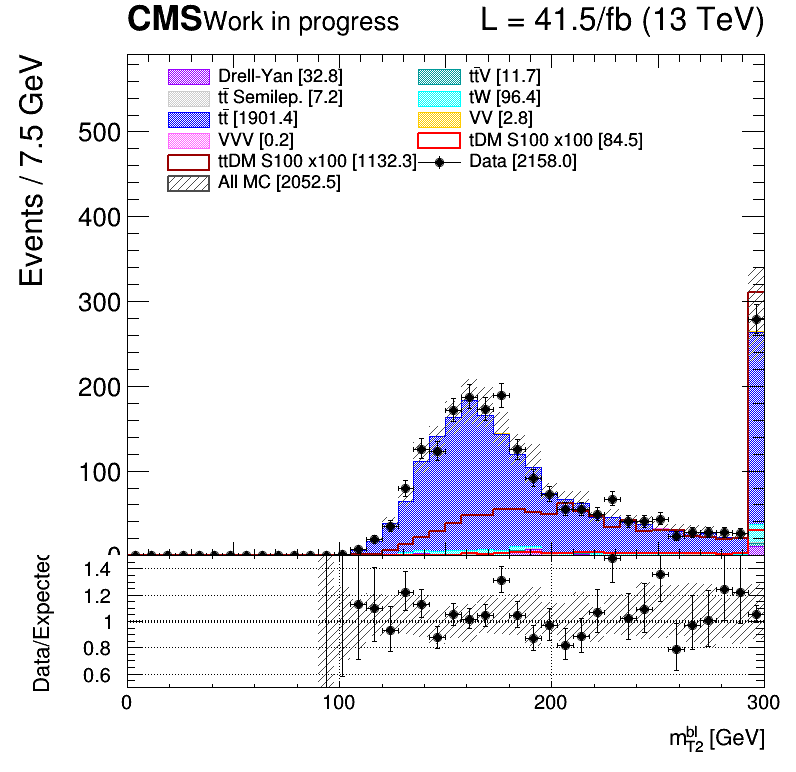 CMS Work in progress L = 41.5/fb (13 TeV)
Events / 7.5 GeV
Drell-Yan [32.8] tt̄V [11.7]
tt̄ Semilep. [7.2] tW [96.4]
tt̄ [1901.4] VV [2.8]
VVV [0.2] tDM S100 x100 [84.5]
ttDM S100 x100 [1132.3] Data [2158.0]
All MC [2052.5]
500
400
300
200
100
0
Data/Expected
1.4
1.2
1
0.8
0.6
0 100 200 300
m_{T2}^{bl} [GeV]